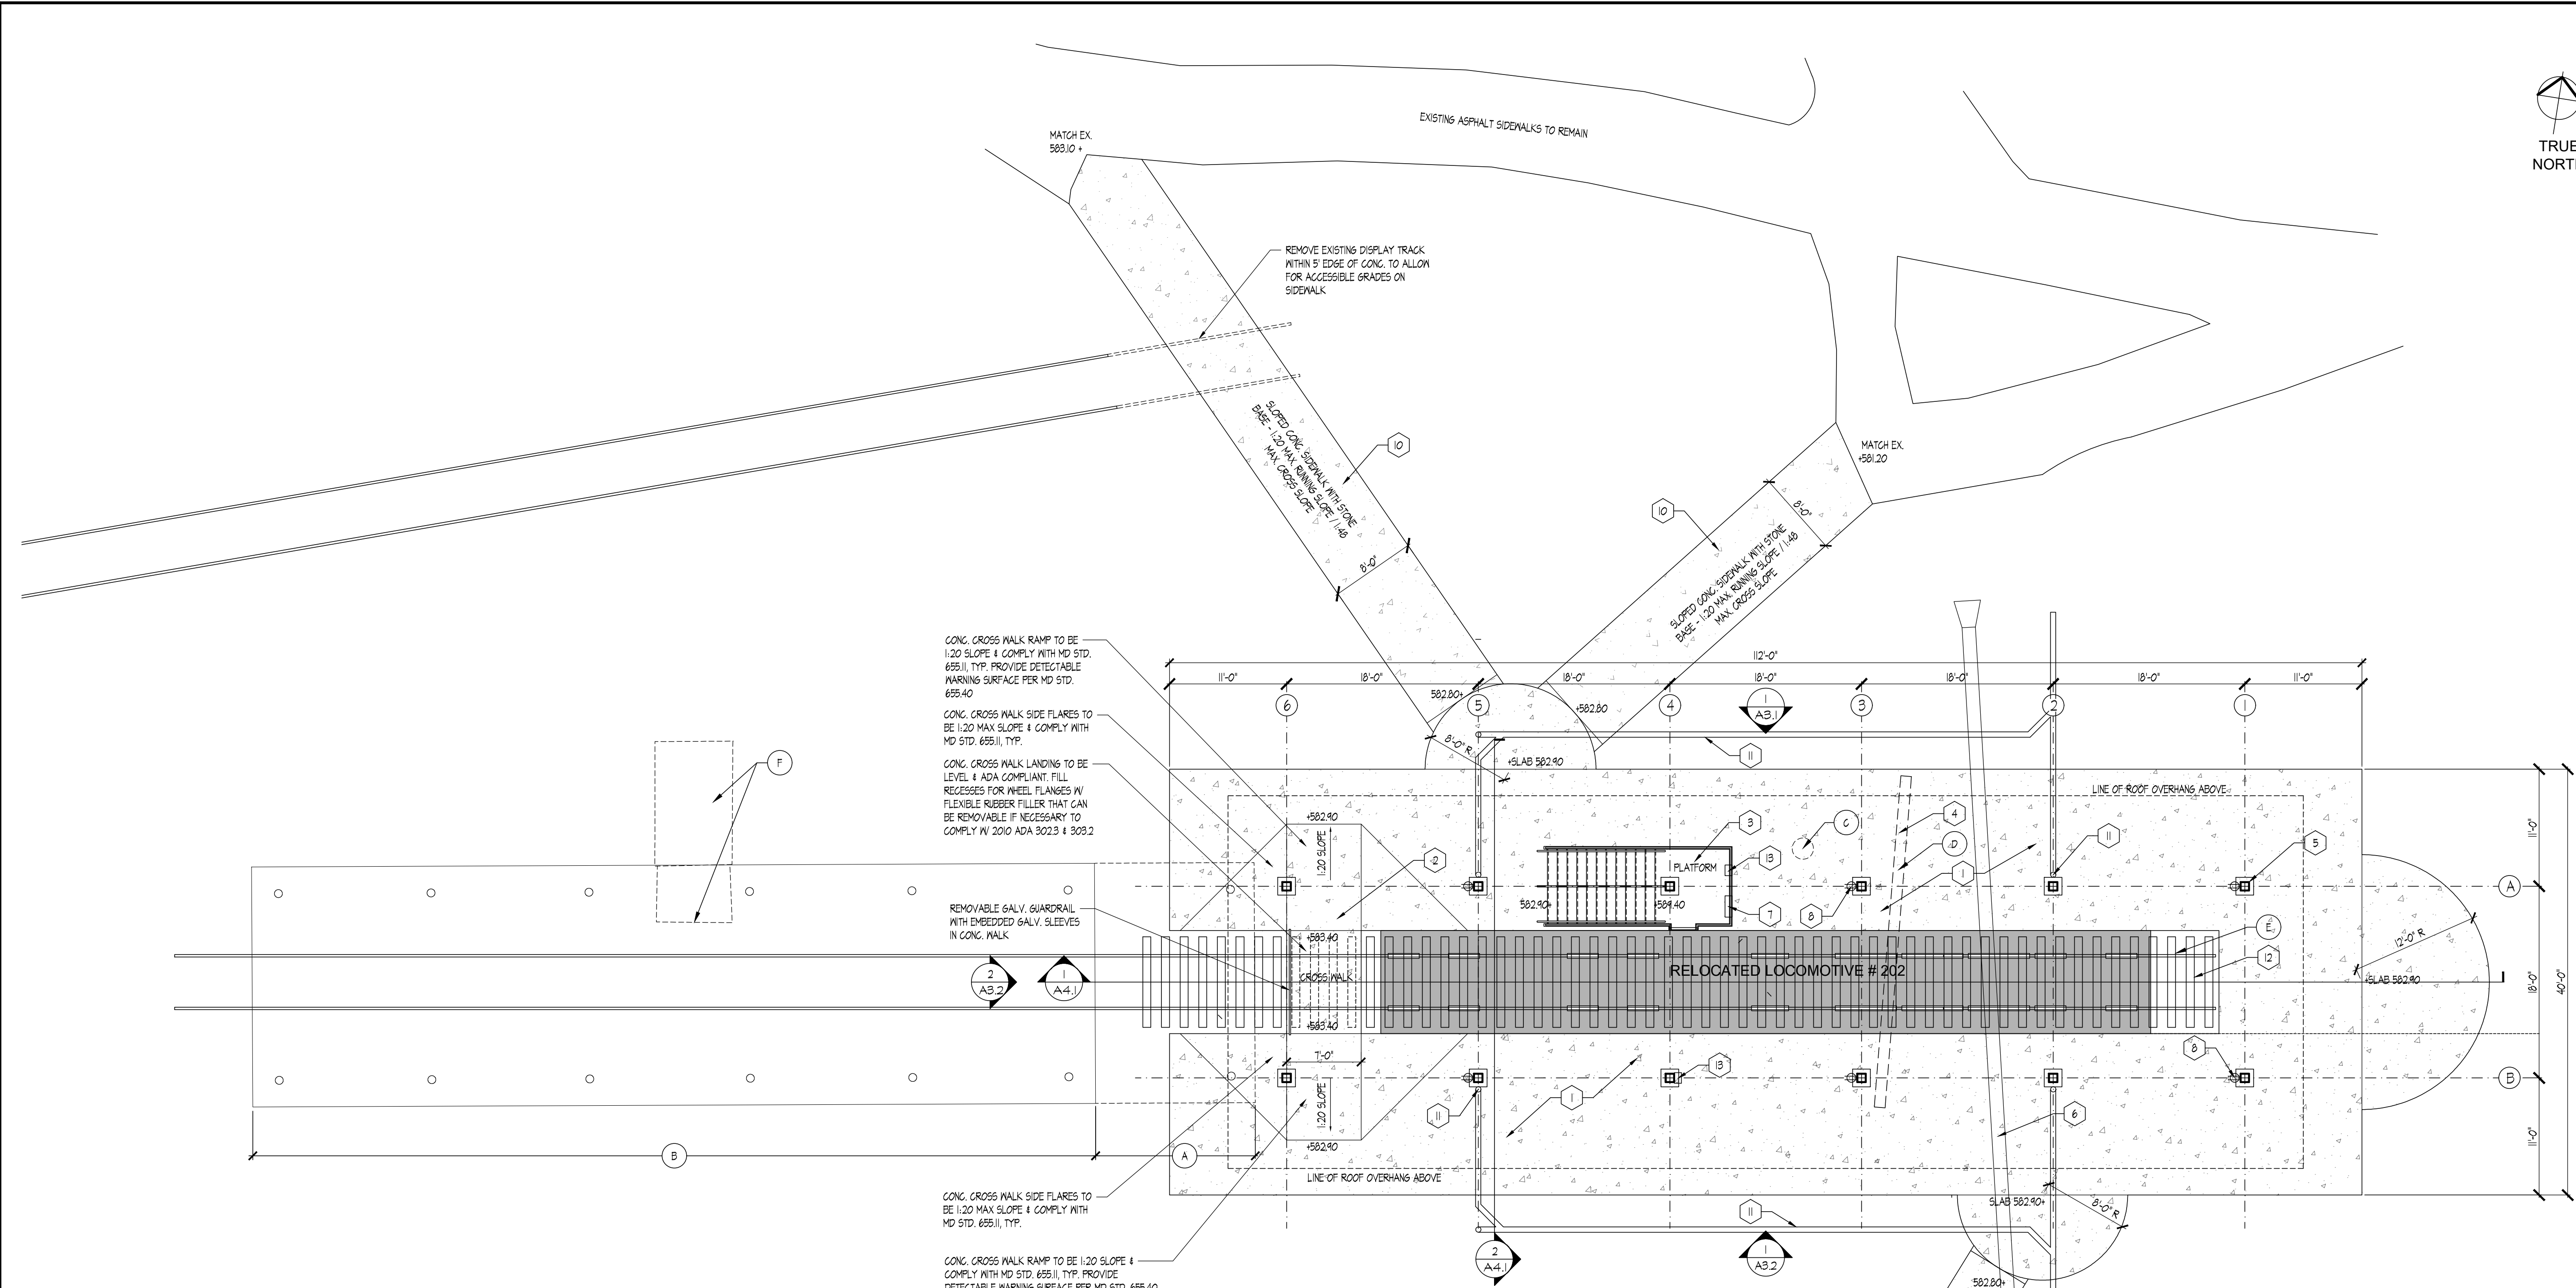 TRUE
NORTH
EXISTING ASPHALT SIDEWALKS TO REMAIN
MATCH EX.
583.10 +
REMOVE EXISTING DISPLAY TRACK
WITHIN 5' EDGE OF CONC. TO ALLOW
FOR ACCESSIBLE GRADES ON
SIDEWALK
SLOPED CONC. SIDEWALK WITH STONE
BASE - 1:20 MAX. RUNNING SLOPE / 1:48
MAX. CROSS SLOPE
10
8'-0"
MATCH EX.
+581.20
10
8'-0"
SLOPED CONC. SIDEWALK WITH STONE
BASE - 1:20 MAX. RUNNING SLOPE / 1:48
MAX. CROSS SLOPE
CONC. CROSS WALK RAMP TO BE
1:20 SLOPE & COMPLY WITH MD STD.
655.11, TYP. PROVIDE DETECTABLE
WARNING SURFACE PER MD STD.
655.40
CONC. CROSS WALK SIDE FLARES TO
BE 1:20 MAX SLOPE & COMPLY WITH
MD STD. 655.11, TYP.
CONC. CROSS WALK LANDING TO BE
LEVEL & ADA COMPLIANT. FILL
RECESSES FOR WHEEL FLANGES W/
FLEXIBLE RUBBER FILLER THAT CAN
BE REMOVABLE IF NECESSARY TO
COMPLY W/ 2010 ADA 302.3 & 303.2
REMOVABLE GALV. GUARDRAIL
WITH EMBEDDED GALV. SLEEVES
IN CONC. WALK
112'-0"
11'-0"
18'-0"
18'-0"
18'-0"
18'-0"
18'-0"
11'-0"
6
5
4
3
2
1
582.80+
+582.80
1
A3.1
8'-0" R
+SLAB 582.90
11
F
LINE OF ROOF OVERHANG ABOVE
+582.90
1:20 SLOPE
2
3
C
4
D
1
11
5
PLATFORM
13
7
8
582.90+
+589.40
A
E
12
12'-0" R
+SLAB 582.90
11'-0"
18'-0"
40'-0"
11'-0"
+583.40
CROSS WALK
+583.40
RELOCATED LOCOMOTIVE # 202
2
A3.2
1
A4.1
7'-0"
1:20 SLOPE
+582.90
13
8
B
11
1
6
B
A
LINE OF ROOF OVERHANG ABOVE
SLAB 582.90+
8'-0" R
11
CONC. CROSS WALK SIDE FLARES TO
BE 1:20 MAX SLOPE & COMPLY WITH
MD STD. 655.11, TYP.
2
A4.1
1
A3.2
CONC. CROSS WALK RAMP TO BE 1:20 SLOPE &
COMPLY WITH MD STD. 655.11, TYP. PROVIDE
DETECTABLE WARNING SURFACE PER MD STD. 655.40
582.80+